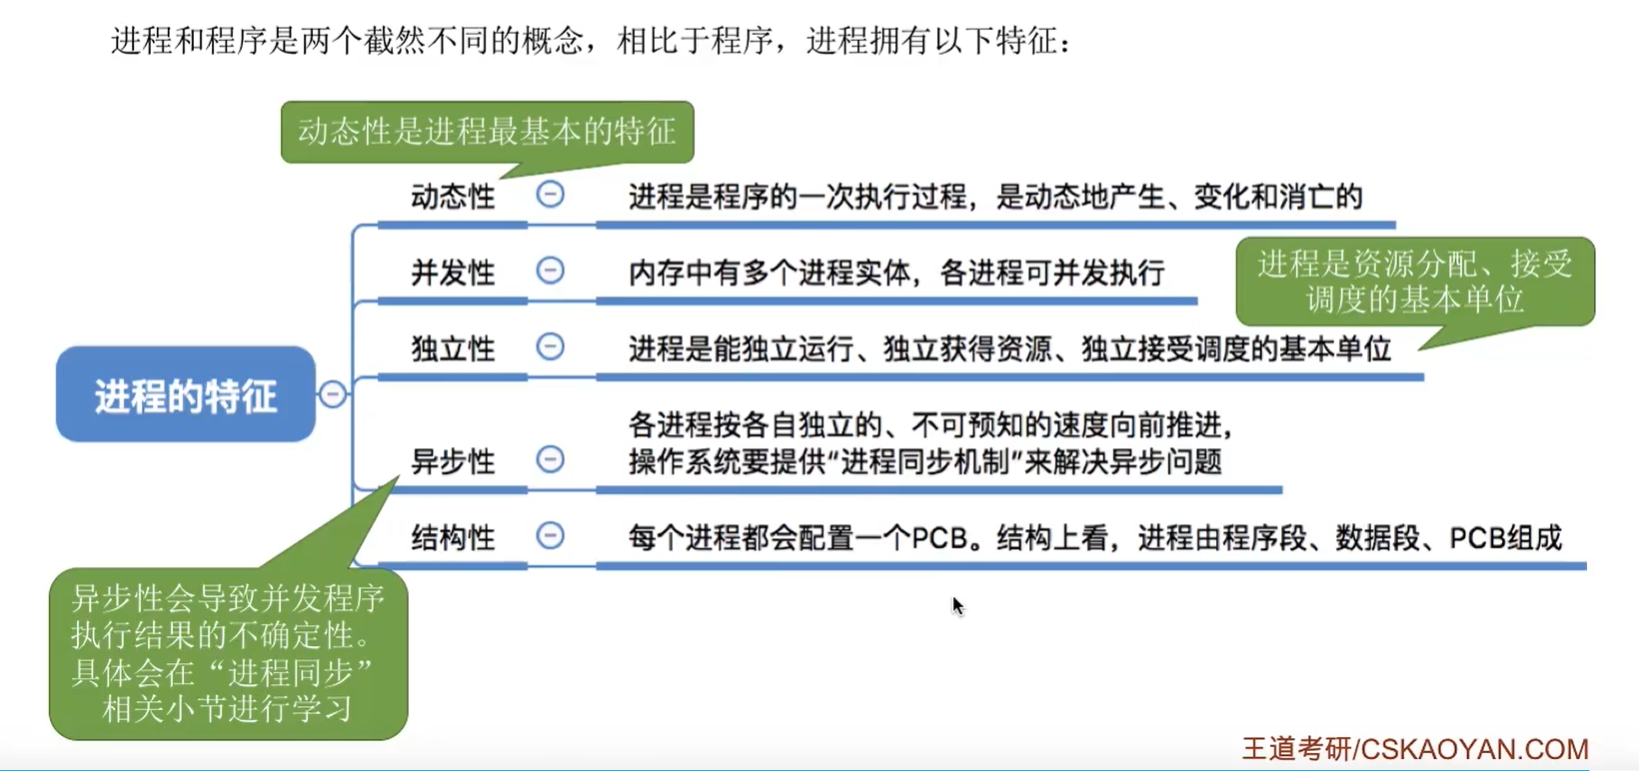 进程和程序是两个截然不同的概念，相比于程序，进程拥有以下特征：
动态性是进程最基本的特征
动态性
进程是程序的一次执行过程，是动态地产生、变化和消亡的
并发性
内存中有多个进程实体，各进程可并发执行
进程是资源分配、接受
调度的基本单位
独立性
进程是能独立运行、独立获得资源、独立接受调度的基本单位
进程的特征
异步性
各进程按各自独立的、不可预知的速度向前推进，
操作系统要提供“进程同步机制”来解决异步问题
结构性
每个进程都会配置一个PCB。结构上看，进程由程序段、数据段、PCB组成
异步性会导致并发程序
执行结果的不确定性。
具体会在“进程同步”
相关小节进行学习
王道考研/CSKAOYAN.COM